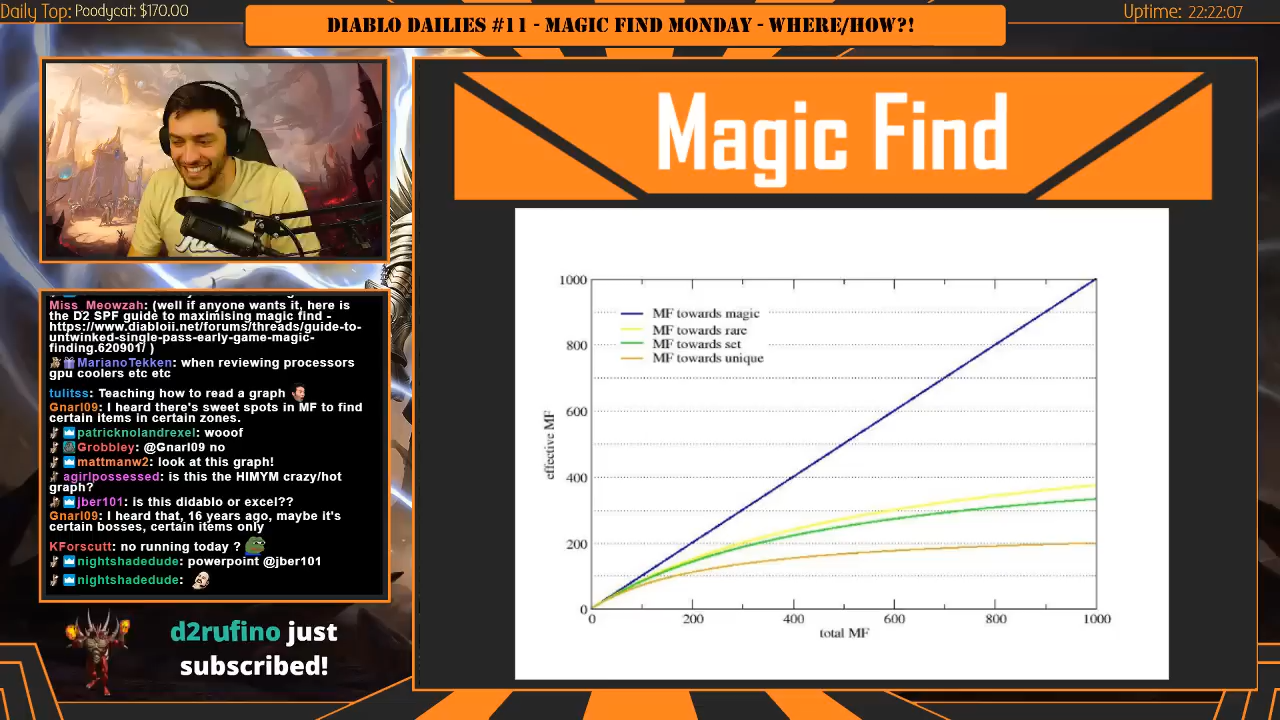 Daily Top: Poodycat: $170.00
DIABLO DAILIES #11 - MAGIC FIND MONDAY - WHERE/HOW?!
Uptime: 22:22:07
Magic Find
Miss_Meowzah: (well if anyone wants it, here is
the D2 SPF guide to maximising magic find -
https://www.diabloii.net/forums/threads/guide-to-
untwinked-single-pass-early-game-magic-
finding.620901/ )
MarianoTekken: when reviewing processors
gpu coolers etc etc
tulitss: Teaching how to read a graph
Gnarl09: I heard there's sweet spots in MF to find
certain items in certain zones.
patricknolandrexel: wooof
Grobbley: @Gnarl09 no
mattmanw2: look at this graph!
agirlpossessed: is this the HIMYM crazy/hot
graph?
jber101: is this didablo or excel??
Gnarl09: I heard that, 16 years ago, maybe it's
certain bosses, certain items only
KForscutt: no running today ?
nightshadedude: powerpoint @jber101
nightshadedude:
d2rufino just
subscribed!
MF towards magic
MF towards rare
MF towards set
MF towards unique
effective MF
1000
800
600
400
200
0
0 200 400 600 800 1000
total MF